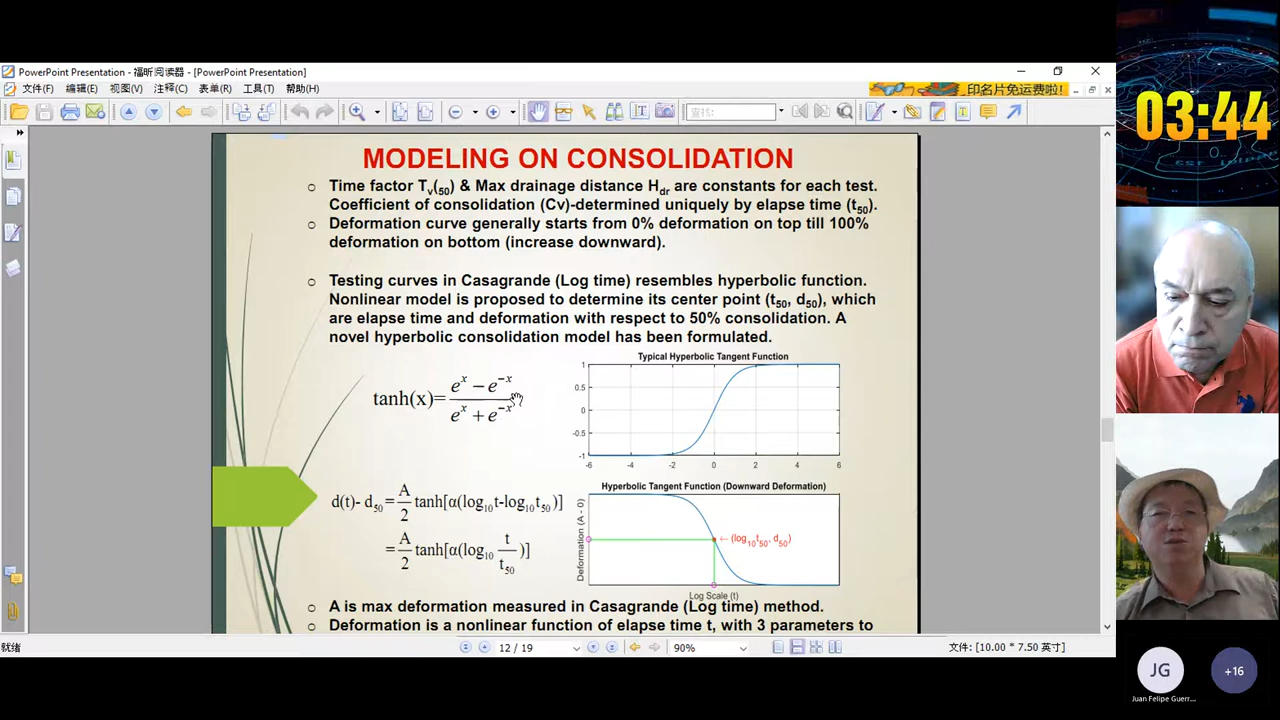 PowerPoint Presentation - 福昕阅读器 - [PowerPoint Presentation]
文件(F) 编辑(E) 视图(V) 注释(C) 表单(R) 工具(T) 帮助(H)
印名片免运费啦!
查找:
MODELING ON CONSOLIDATION
○ Time factor Tv(50) & Max drainage distance Hdr are constants for each test.
Coefficient of consolidation (Cv)-determined uniquely by elapse time (t50).
○ Deformation curve generally starts from 0% deformation on top till 100%
deformation on bottom (increase downward).
○ Testing curves in Casagrande (Log time) resembles hyperbolic function.
Nonlinear model is proposed to determine its center point (t50, d50), which
are elapse time and deformation with respect to 50% consolidation. A
novel hyperbolic consolidation model has been formulated.
tanh(x)= (e^x − e^−x)/(e^x + e^−x)
Typical Hyperbolic Tangent Function
1
0.5
0
-0.5
-1
-6 -4 -2 0 2 4 6
d(t)- d50 = A/2 tanh[α(log10t-log10t50)]
= A/2 tanh[α(log10 t/t50)]
Hyperbolic Tangent Function (Downward Deformation)
Deformation (A - 0)
← (log10t50, d50)
Log Scale (t)
○ A is max deformation measured in Casagrande (Log time) method.
○ Deformation is a nonlinear function of elapse time t, with 3 parameters to
就绪
12 / 19
90%
文件: [10.00 * 7.50 英寸]
03:44
JG
Juan Felipe Guerr...
+16